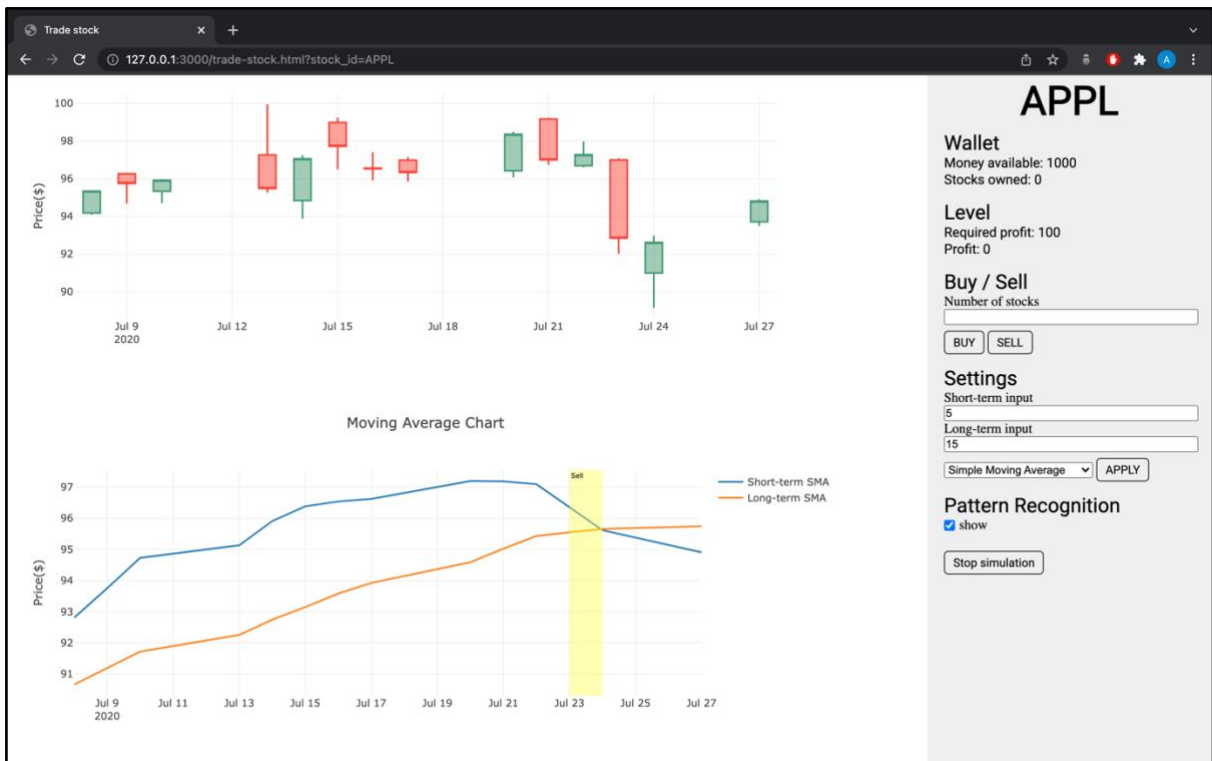 Trade stock
127.0.0.1:3000/trade-stock.html?stock_id=APPL
A
100
98
96
94
92
90
Price($)
Jul 9 Jul 12 Jul 15 Jul 18 Jul 21 Jul 24 Jul 27
2020
Moving Average Chart
97
96
95
94
93
92
91
Price($)
Sell
Short-term SMA
Long-term SMA
Jul 9 Jul 11 Jul 13 Jul 15 Jul 17 Jul 19 Jul 21 Jul 23 Jul 25 Jul 27
2020
APPL
Wallet
Money available: 1000
Stocks owned: 0
Level
Required profit: 100
Profit: 0
Buy / Sell
Number of stocks
BUY SELL
Settings
Short-term input
5
Long-term input
15
Simple Moving Average APPLY
Pattern Recognition
show
Stop simulation